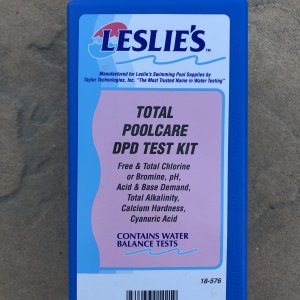 LESLIE'S™
Manufactured for Leslie's Swimming Pool Supplies by
Taylor Technologies, Inc. "The Most Trusted Name in Water Testing"
TOTAL
POOLCARE
DPD TEST KIT
Free & Total Chlorine
or Bromine, pH,
Acid & Base Demand,
Total Alkalinity,
Calcium Hardness,
Cyanuric Acid
CONTAINS WATER
BALANCE TESTS
18-576